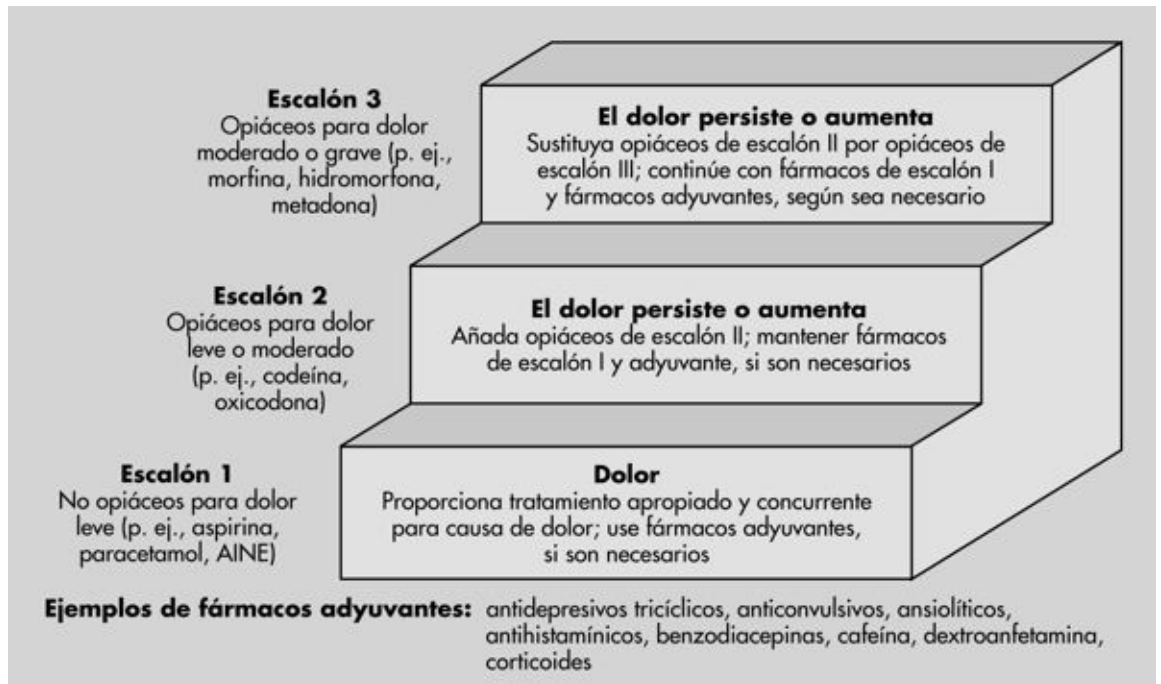 Escalón 3
Opiáceos para dolor
moderado o grave (p. ej.,
morfina, hidromorfona,
metadona)
El dolor persiste o aumenta
Sustituya opiáceos de escalón II por opiáceos de
escalón III; continúe con fármacos de escalón I
y fármacos adyuvantes, según sea necesario
Escalón 2
Opiáceos para dolor
leve o moderado
(p. ej., codeína,
oxicodona)
El dolor persiste o aumenta
Añada opiáceos de escalón II; mantener fármacos
de escalón I y adyuvante, si son necesarios
Escalón 1
No opiáceos para dolor
leve (p. ej., aspirina,
paracetamol, AINE)
Dolor
Proporciona tratamiento apropiado y concurrente
para causa de dolor; use fármacos adyuvantes,
si son necesarios
Ejemplos de fármacos adyuvantes: antidepresivos tricíclicos, anticonvulsivos, ansiolíticos,
antihistamínicos, benzodiacepinas, cafeína, dextroanfetamina,
corticoides